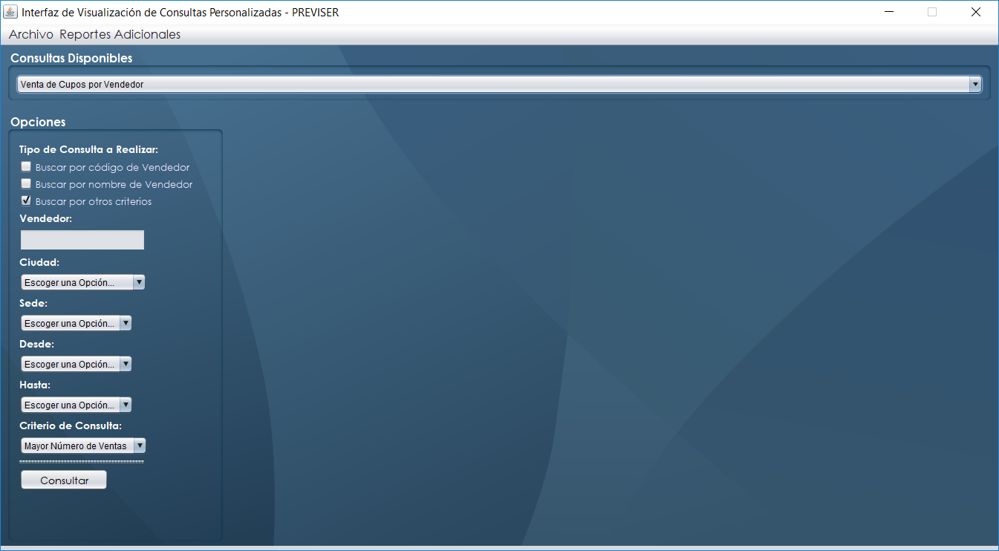 Interfaz de Visualización de Consultas Personalizadas - PREVISER
Archivo Reportes Adicionales
Consultas Disponibles
Venta de Cupos por Vendedor
Opciones
Tipo de Consulta a Realizar:
Buscar por código de Vendedor
Buscar por nombre de Vendedor
Buscar por otros criterios
Vendedor:
Ciudad:
Escoger una Opción...
Sede:
Escoger una Opción...
Desde:
Escoger una Opción...
Hasta:
Escoger una Opción...
Criterio de Consulta:
Mayor Número de Ventas
Consultar